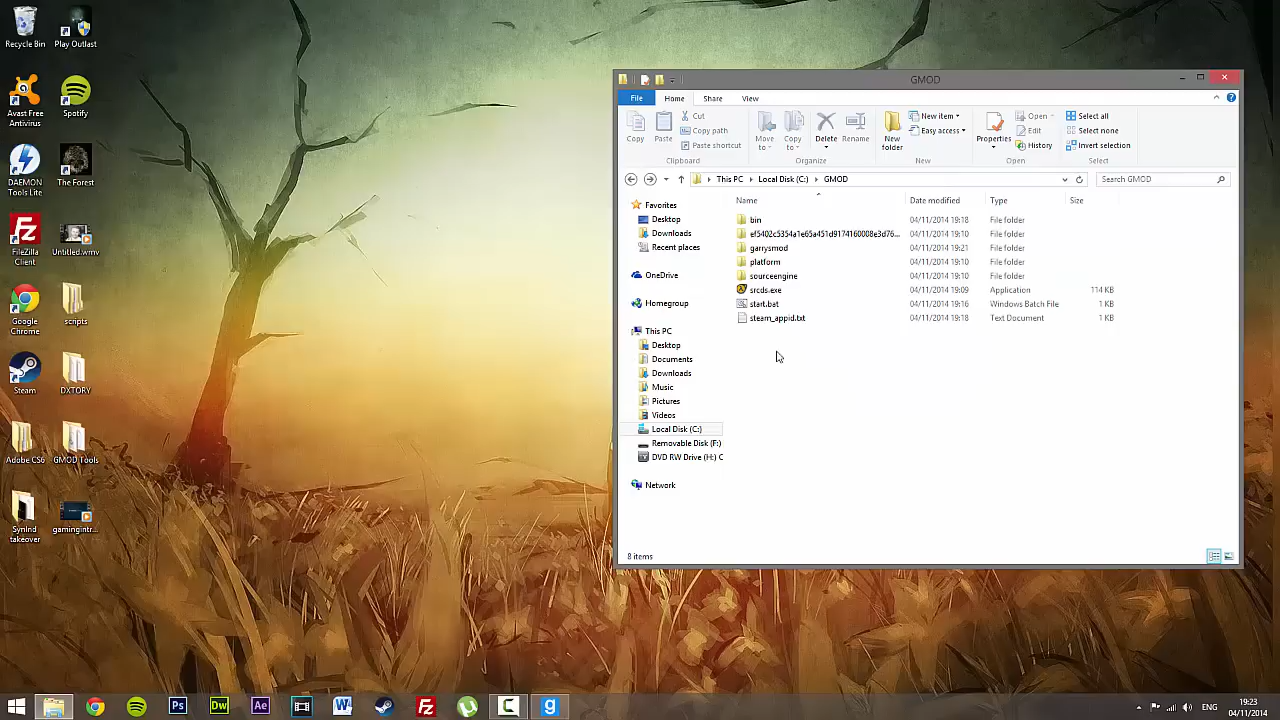 Recycle Bin
Play Outlast
Avast Free Antivirus
Spotify
DAEMON Tools Lite
The Forest
FileZilla Client
Untitled.wmv
Google Chrome
scripts
Steam
DXTORY
Adobe CS6
GMOD Tools
SynInd takeover
gamingintr...
GMOD
File Home Share View
Copy
Paste
Cut
Copy path
Paste shortcut
Clipboard
Move to
Copy to
Delete
Rename
Organize
New folder
New item
Easy access
New
Properties
Open
Edit
History
Open
Select all
Select none
Invert selection
Select
This PC Local Disk (C:) GMOD
Search GMOD
Favorites
Desktop
Downloads
Recent places
OneDrive
Homegroup
This PC
Desktop
Documents
Downloads
Music
Pictures
Videos
Local Disk (C:)
Removable Disk (F:)
DVD RW Drive (H:) C
Network
Name Date modified Type Size
bin 04/11/2014 19:18 File folder
ef5402c5354a1e65a451d9174160008e3d76... 04/11/2014 19:10 File folder
garrysmod 04/11/2014 19:21 File folder
platform 04/11/2014 19:10 File folder
sourceengine 04/11/2014 19:10 File folder
srcds.exe 04/11/2014 19:09 Application 114 KB
start.bat 04/11/2014 19:16 Windows Batch File 1 KB
steam_appid.txt 04/11/2014 19:18 Text Document 1 KB
8 items
Ps
Dw
Ae
W
Fz
C
g
19:23
04/11/2014